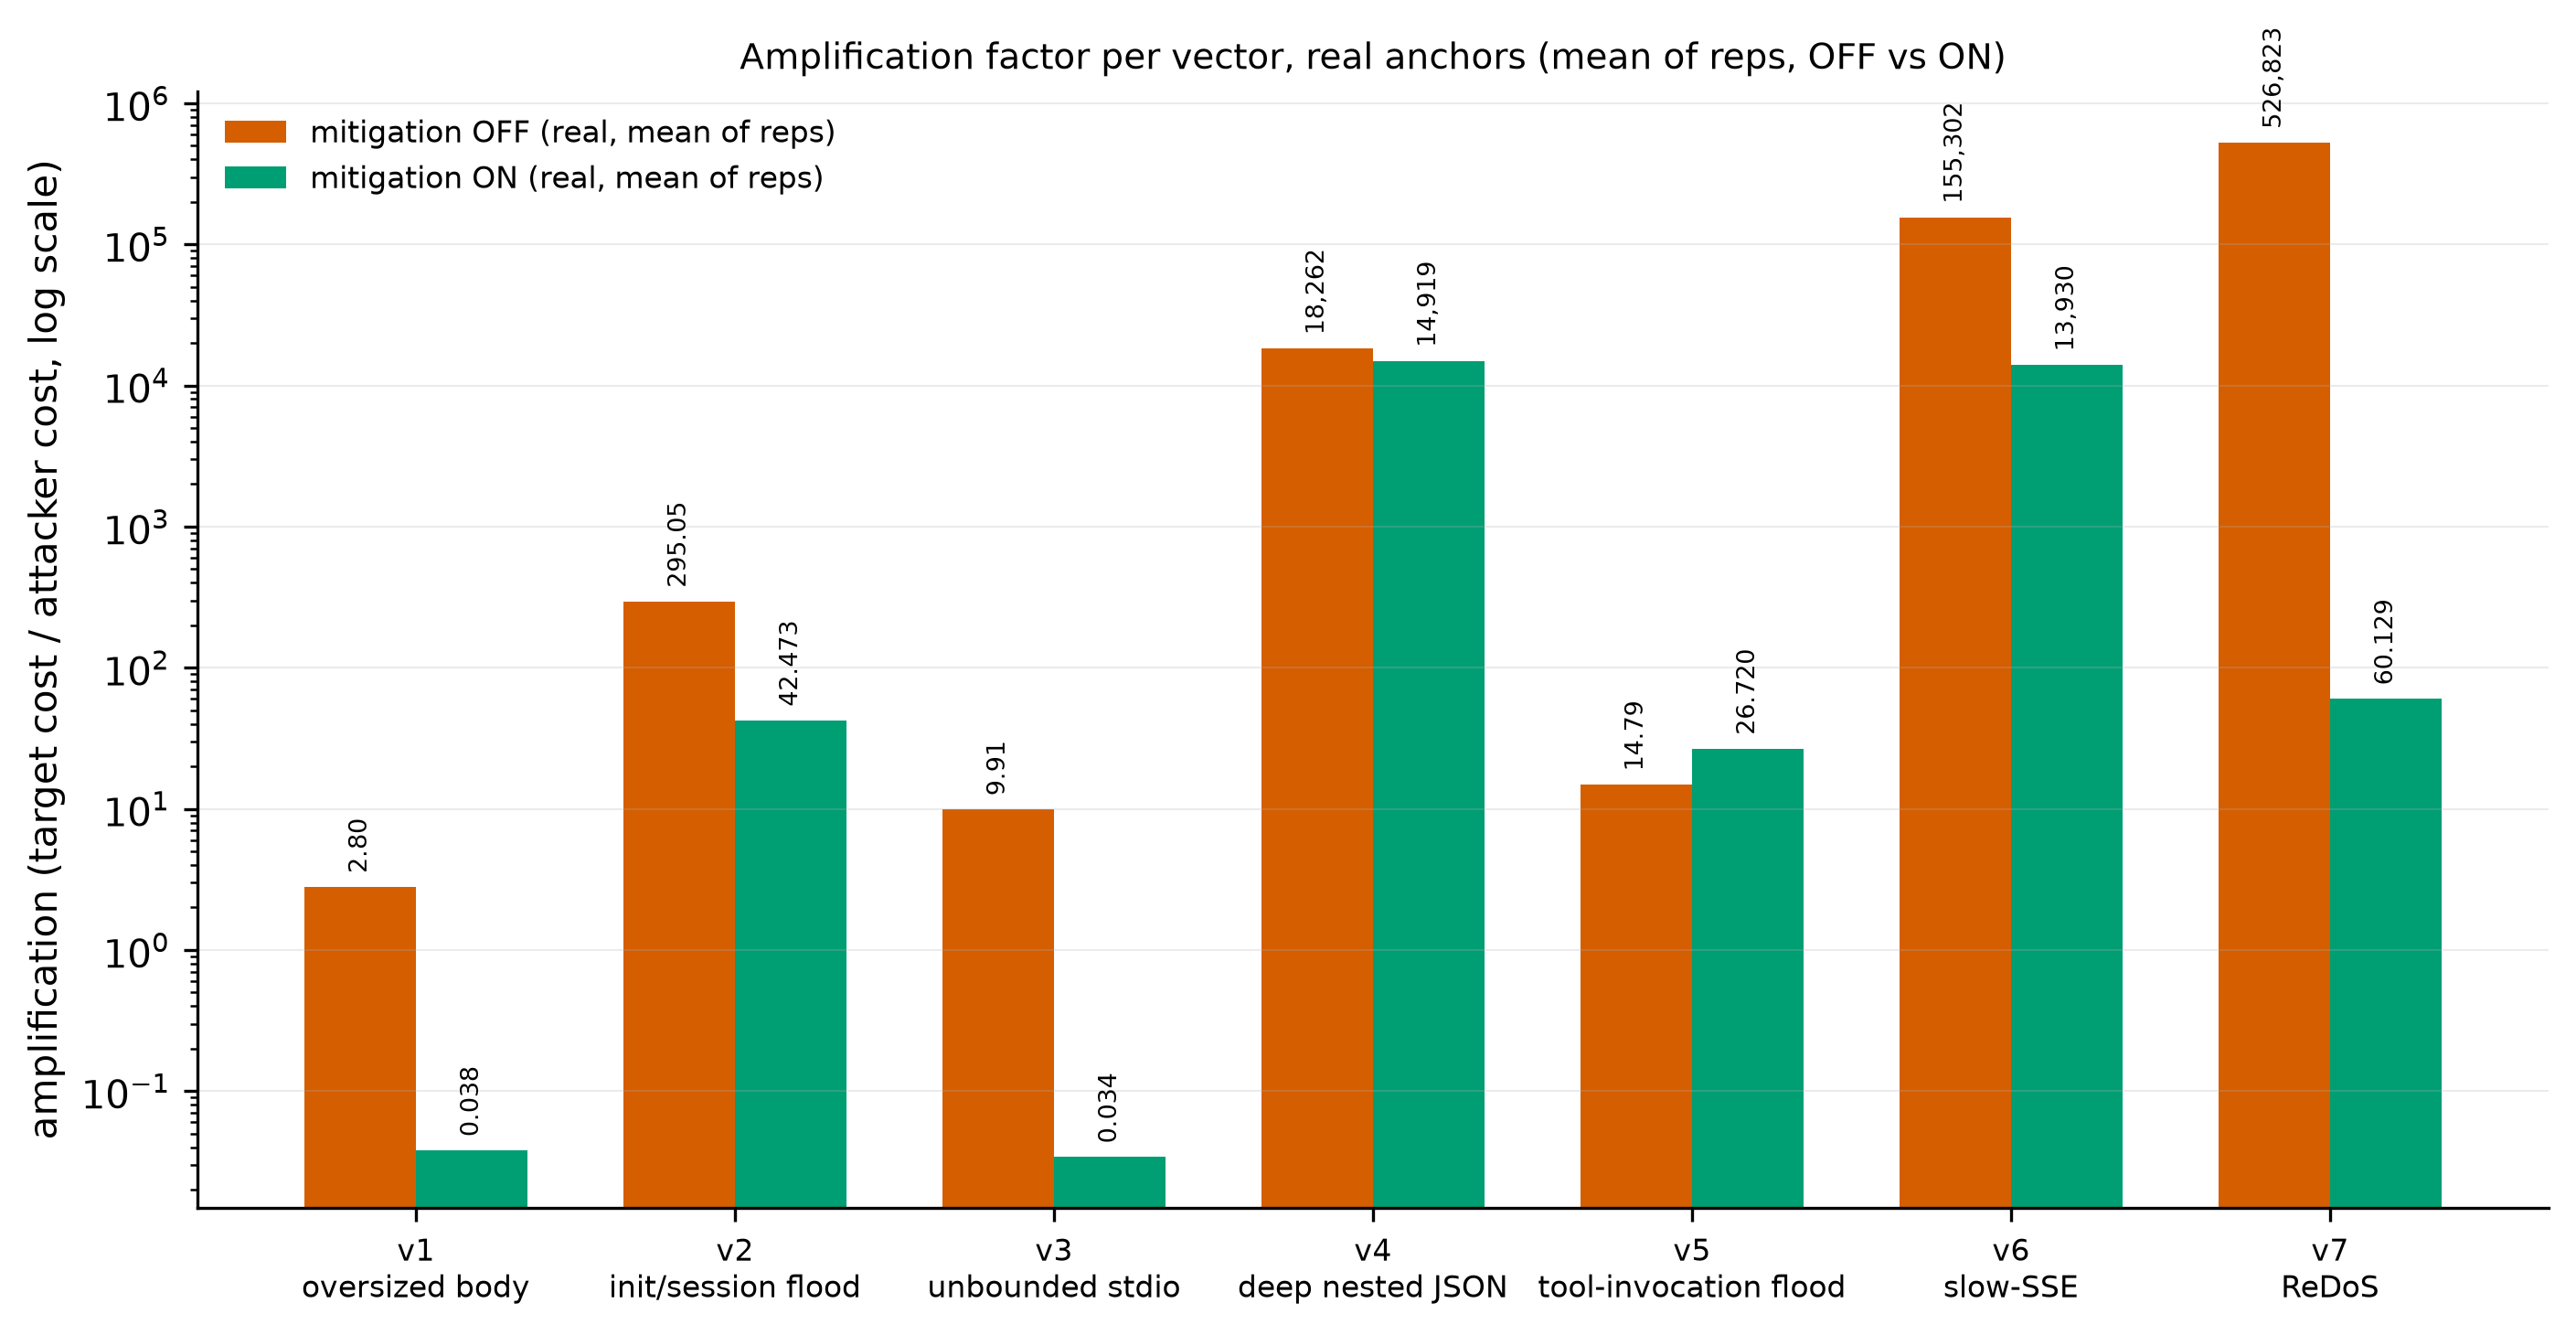 Amplification factor per vector, real anchors (mean of reps, OFF vs ON)
mitigation OFF (real, mean of reps)
mitigation ON (real, mean of reps)
amplification (target cost / attacker cost, log scale)
10⁶
10⁵
10⁴
10³
10²
10¹
10⁰
10⁻¹
2.80
0.038
295.05
42.473
9.91
0.034
18,262
14,919
14.79
26.720
155,302
13,930
526,823
60.129
v1
oversized body
v2
init/session flood
v3
unbounded stdio
v4
deep nested JSON
v5
tool-invocation flood
v6
slow-SSE
v7
ReDoS